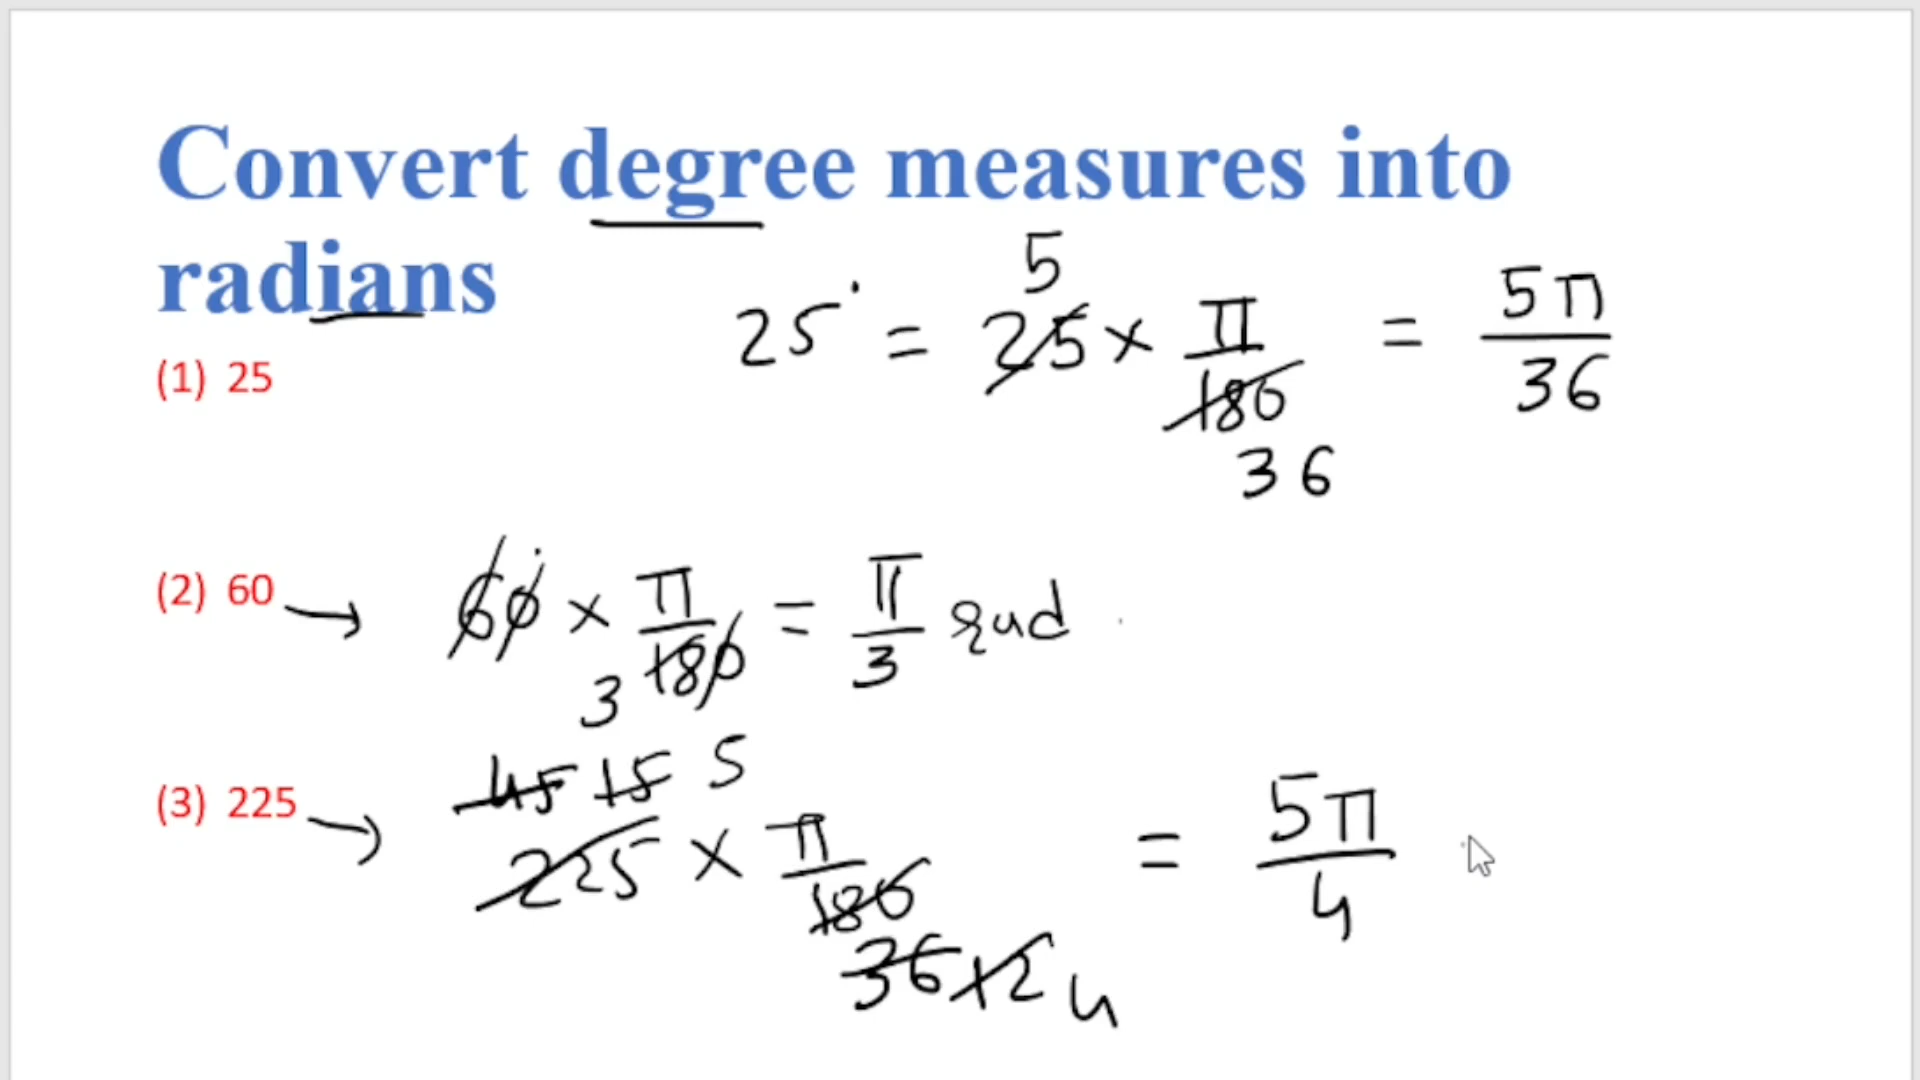 Convert degree measures into
radians
(1) 25
25° = 25 × π/180 = 5π/36
5
36
(2) 60 → 60° × π/180 = π/3 rad
3
45 15 5
(3) 225 → 225 × π/180 = 5π/4
36 12 4